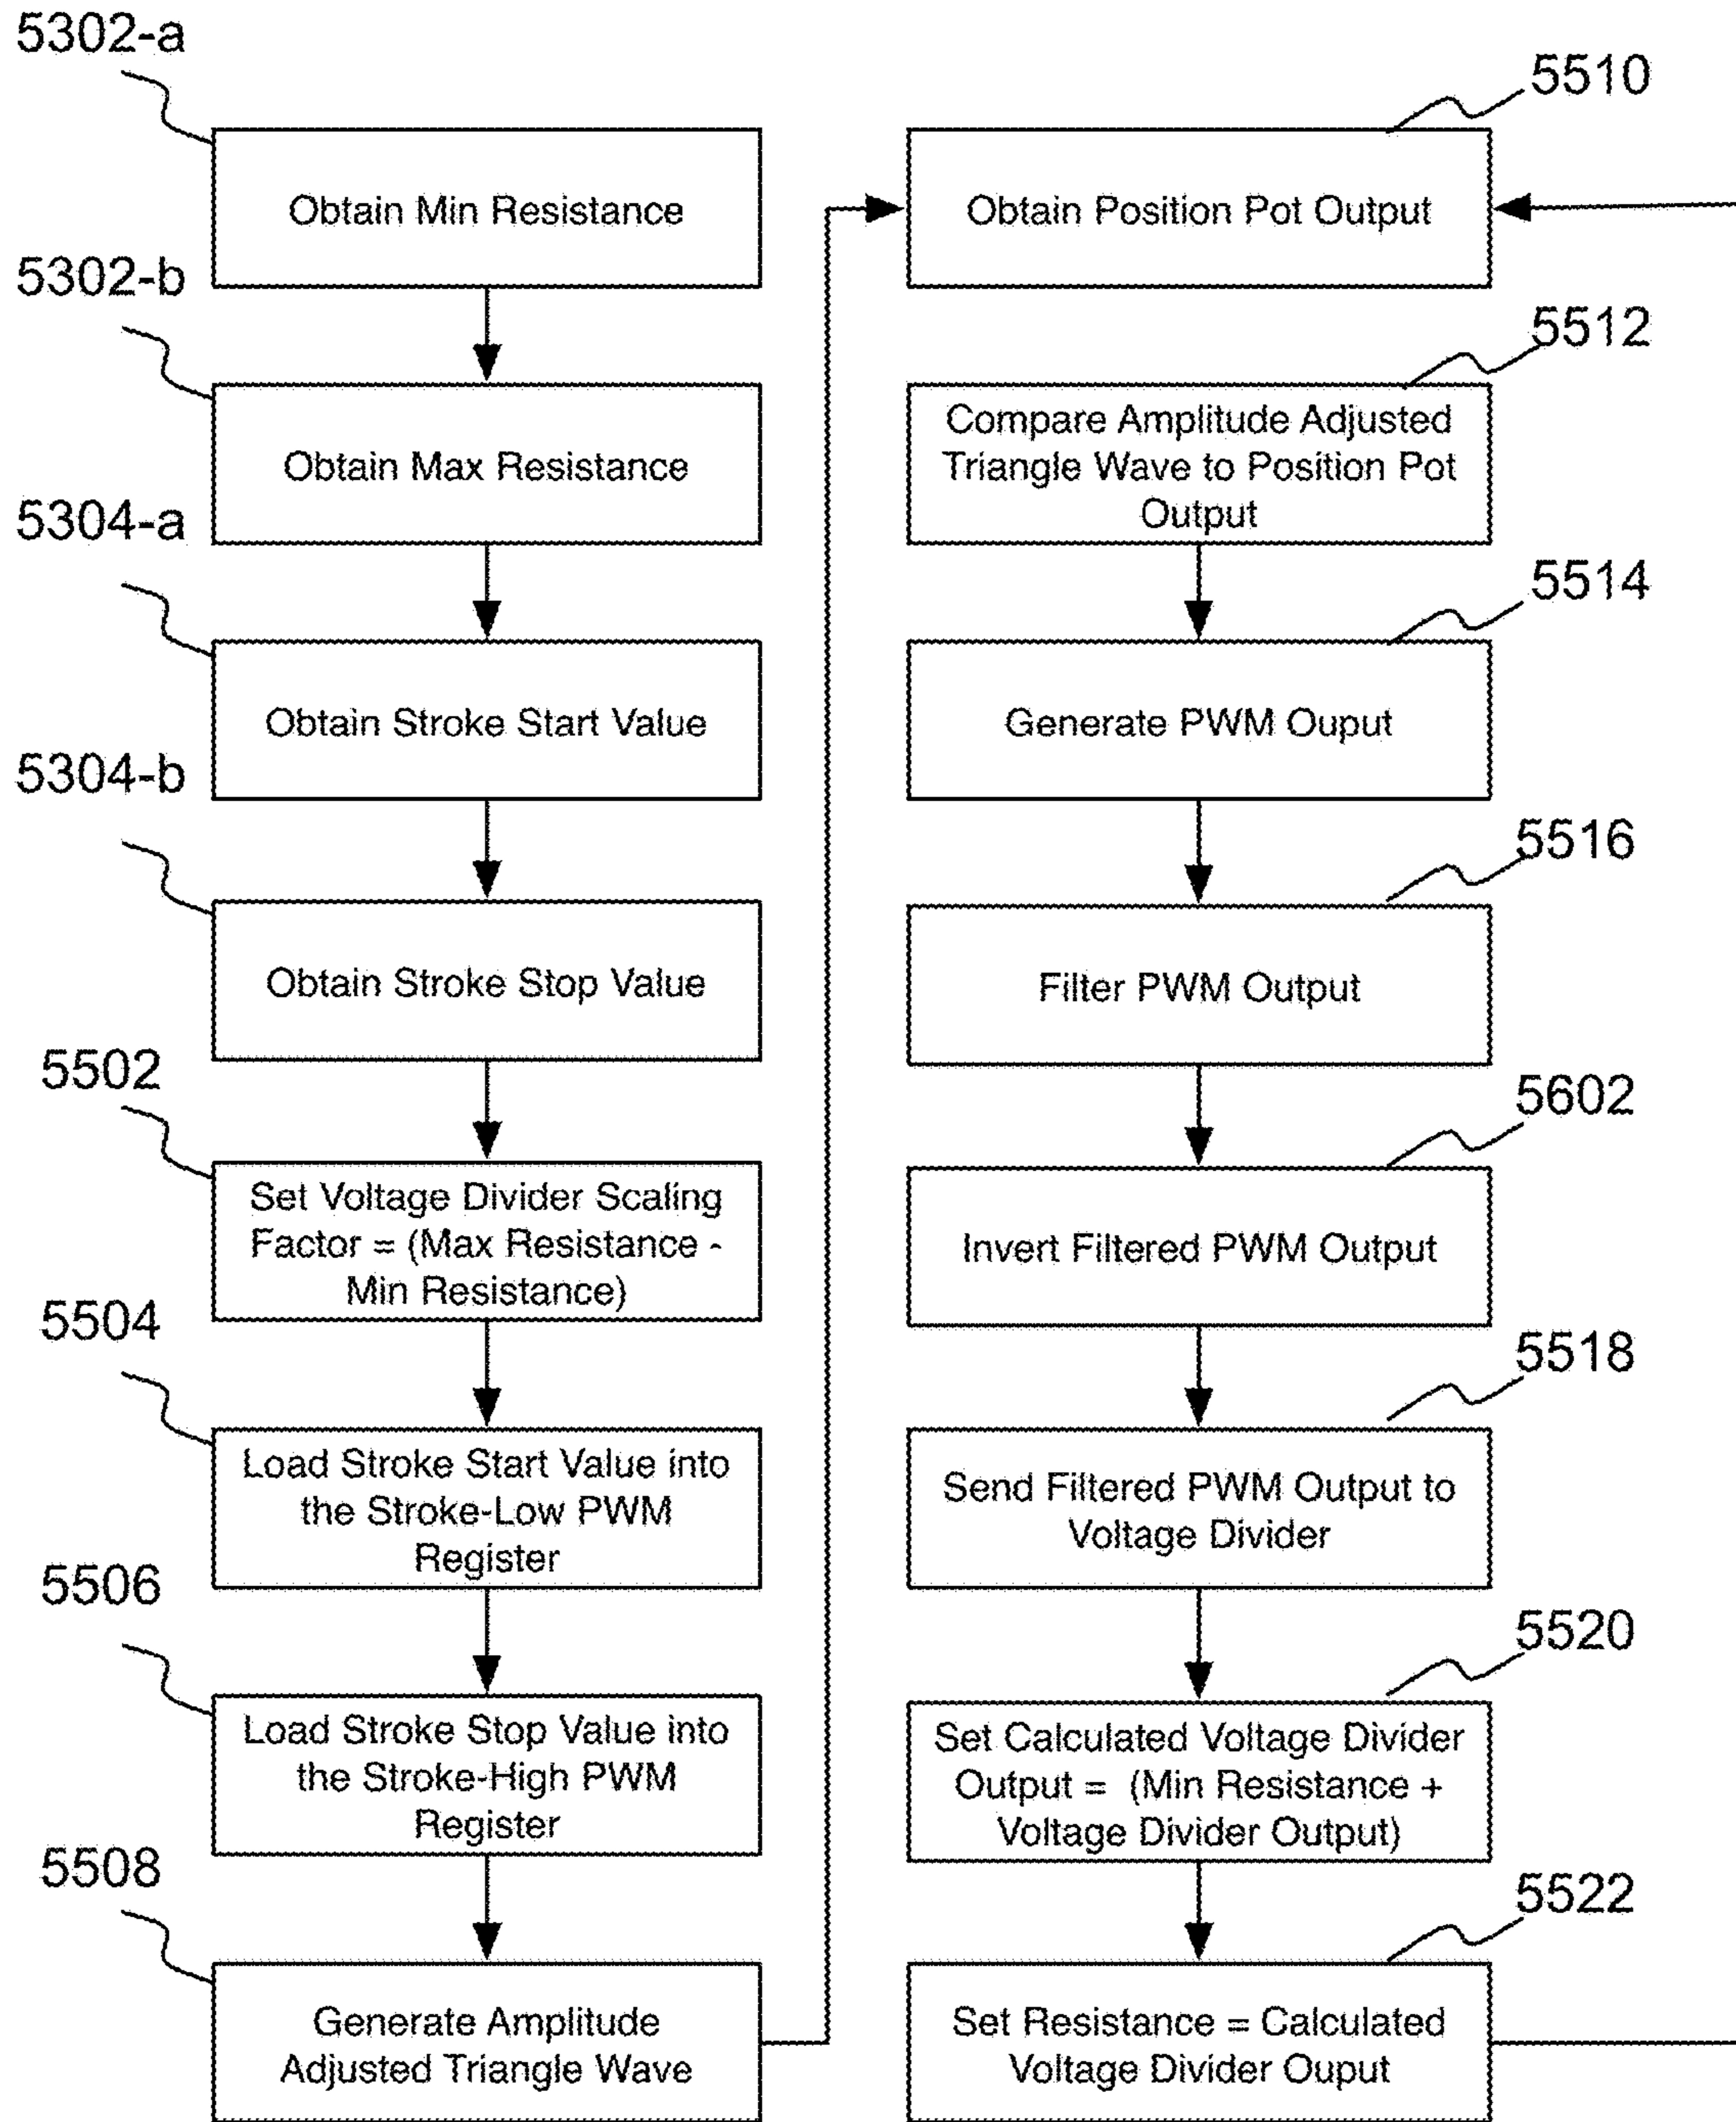 5302-a
Obtain Min Resistance
5302-b
Obtain Max Resistance
5304-a
Obtain Stroke Start Value
5304-b
Obtain Stroke Stop Value
5502
Set Voltage Divider Scaling
Factor = (Max Resistance -
Min Resistance)
5504
Load Stroke Start Value into
the Stroke-Low PWM
Register
5506
Load Stroke Stop Value into
the Stroke-High PWM
Register
5508
Generate Amplitude
Adjusted Triangle Wave
5510
Obtain Position Pot Output
5512
Compare Amplitude Adjusted
Triangle Wave to Position Pot
Output
5514
Generate PWM Ouput
5516
Filter PWM Output
5602
Invert Filtered PWM Output
5518
Send Filtered PWM Output to
Voltage Divider
5520
Set Calculated Voltage Divider
Output = (Min Resistance +
Voltage Divider Output)
5522
Set Resistance = Calculated
Voltage Divider Ouput